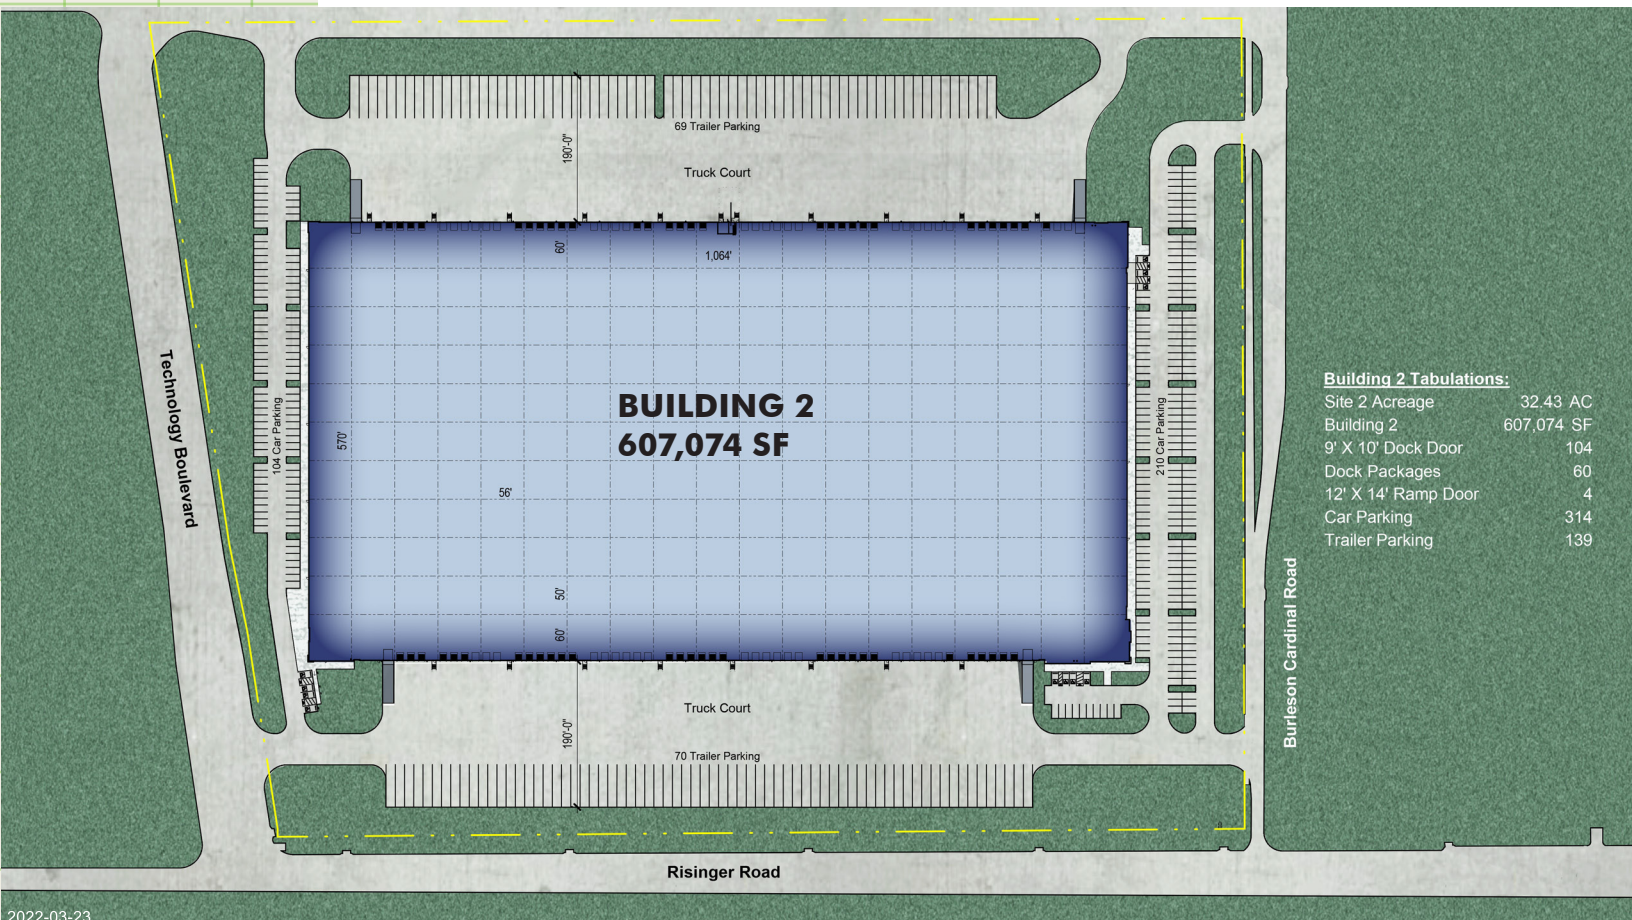 69 Trailer Parking
190'-0"
Truck Court
60'
1,064'
BUILDING 2
607,074 SF
570'
56'
104 Car Parking
210 Car Parking
Technology Boulevard
50'
60'
Truck Court
190'-0"
70 Trailer Parking
Risinger Road
Burleson Cardinal Road
Building 2 Tabulations:
Site 2 Acreage 32.43 AC
Building 2 607,074 SF
9' X 10' Dock Door 104
Dock Packages 60
12' X 14' Ramp Door 4
Car Parking 314
Trailer Parking 139
2022-03-23